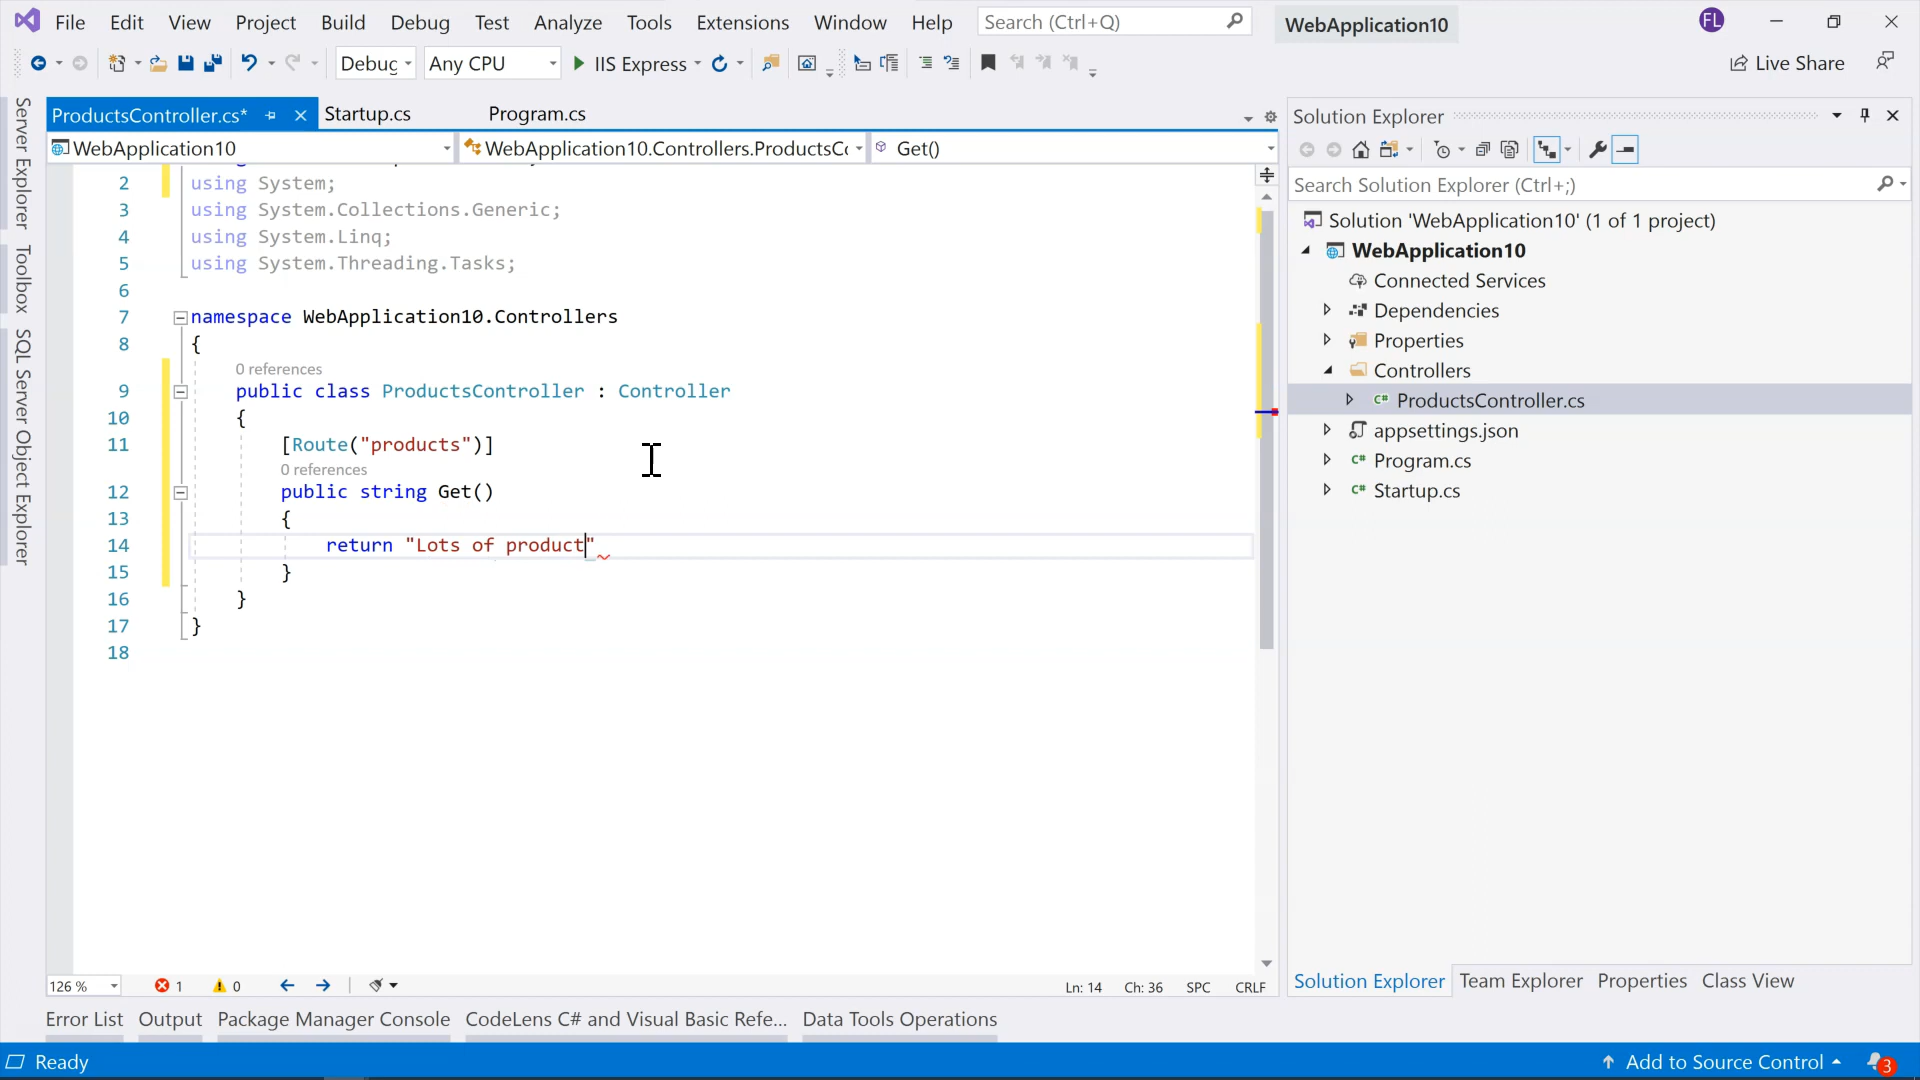 File Edit View Project Build Debug Test Analyze Tools Extensions Window Help Search (Ctrl+Q) WebApplication10 FL
Debug Any CPU IIS Express Live Share
Server Explorer
Toolbox
SQL Server Object Explorer
ProductsController.cs* Startup.cs Program.cs
WebApplication10 WebApplication10.Controllers.ProductsCo Get()
2 using System;
3 using System.Collections.Generic;
4 using System.Linq;
5 using System.Threading.Tasks;
6
7 namespace WebApplication10.Controllers
8 {
0 references
9 public class ProductsController : Controller
10 {
11 [Route("products")]
0 references
12 public string Get()
13 {
14 return "Lots of product"
15 }
16 }
17 }
18
126 % 1 0 Ln: 14 Ch: 36 SPC CRLF
Solution Explorer
Search Solution Explorer (Ctrl+;)
Solution 'WebApplication10' (1 of 1 project)
WebApplication10
Connected Services
Dependencies
Properties
Controllers
C# ProductsController.cs
appsettings.json
C# Program.cs
C# Startup.cs
Solution Explorer Team Explorer Properties Class View
Error List Output Package Manager Console CodeLens C# and Visual Basic Refe... Data Tools Operations
Ready Add to Source Control 3